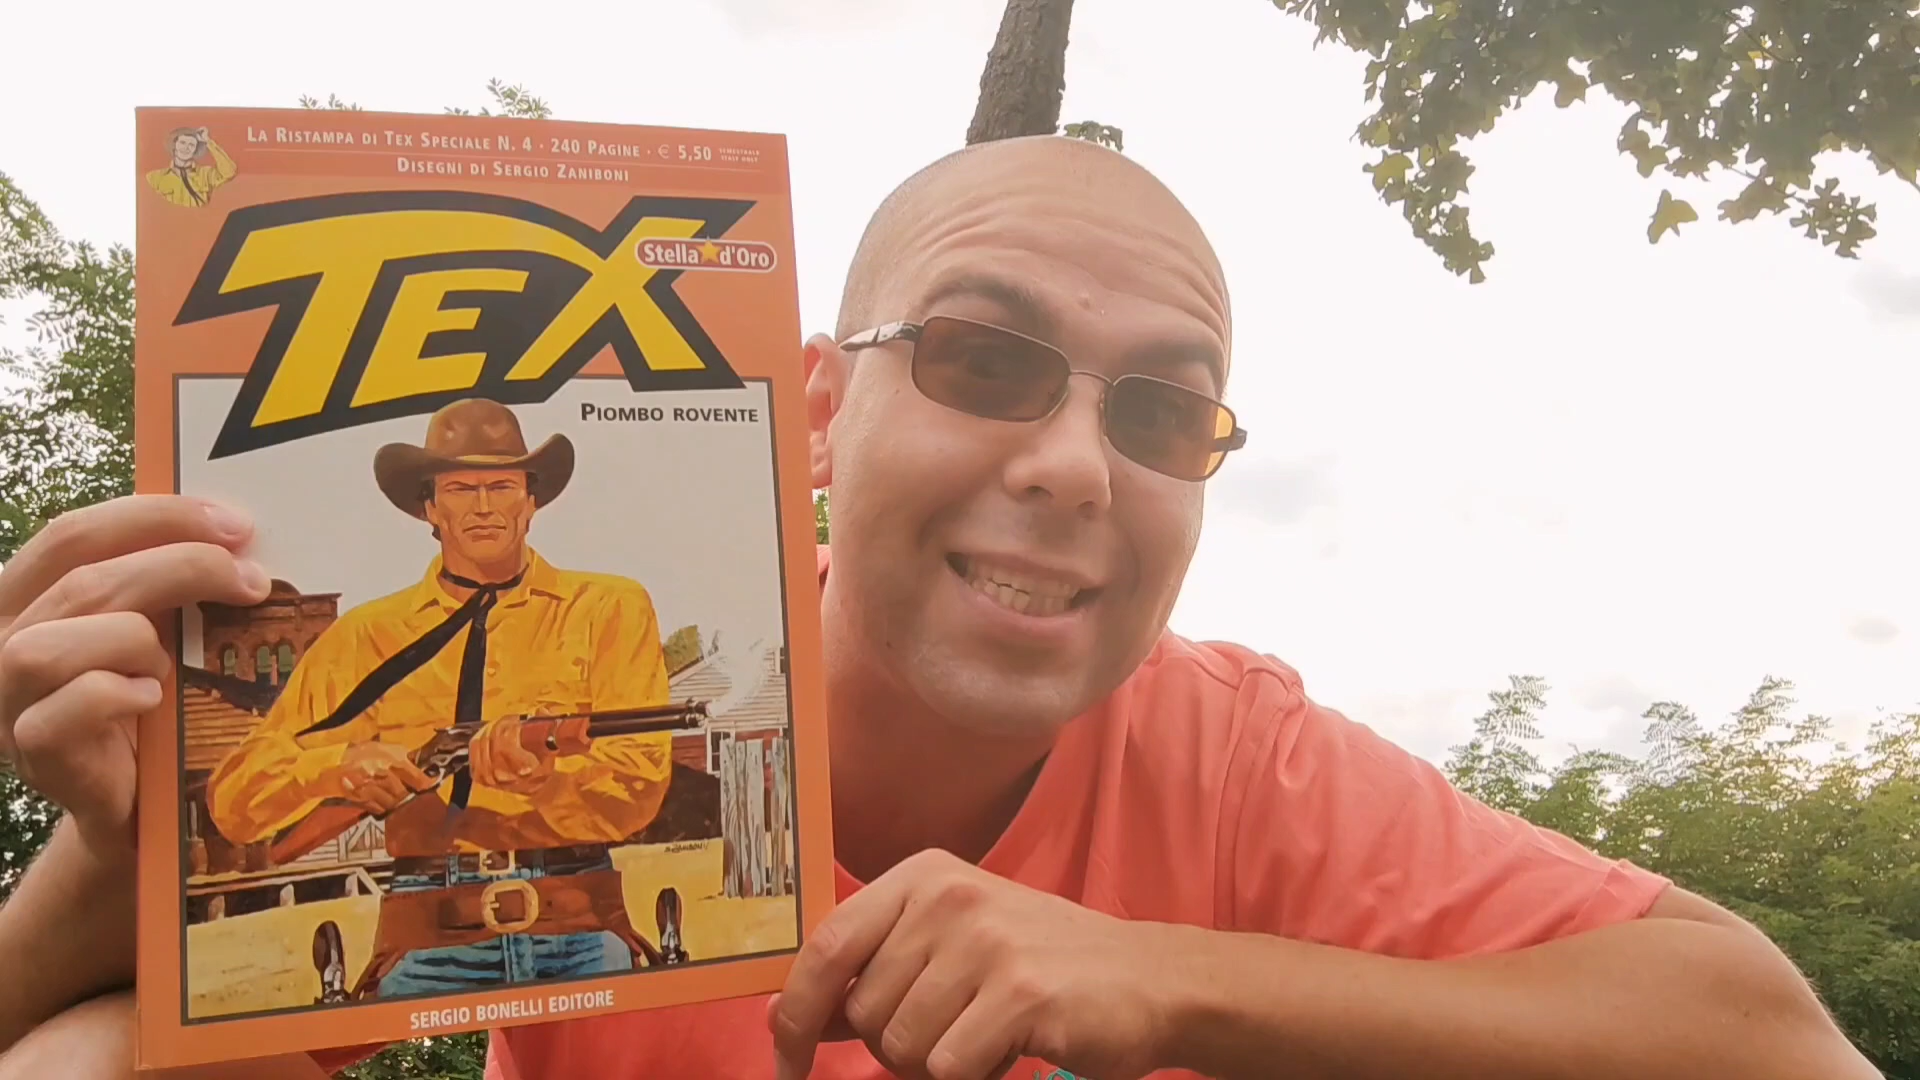 LA RISTAMPA DI TEX SPECIALE N. 4 · 240 PAGINE · € 5,50 SEMESTRALE
DISEGNI DI SERGIO ZANIBONI
TEX
Stella d'Oro
PIOMBO ROVENTE
SERGIO BONELLI EDITORE